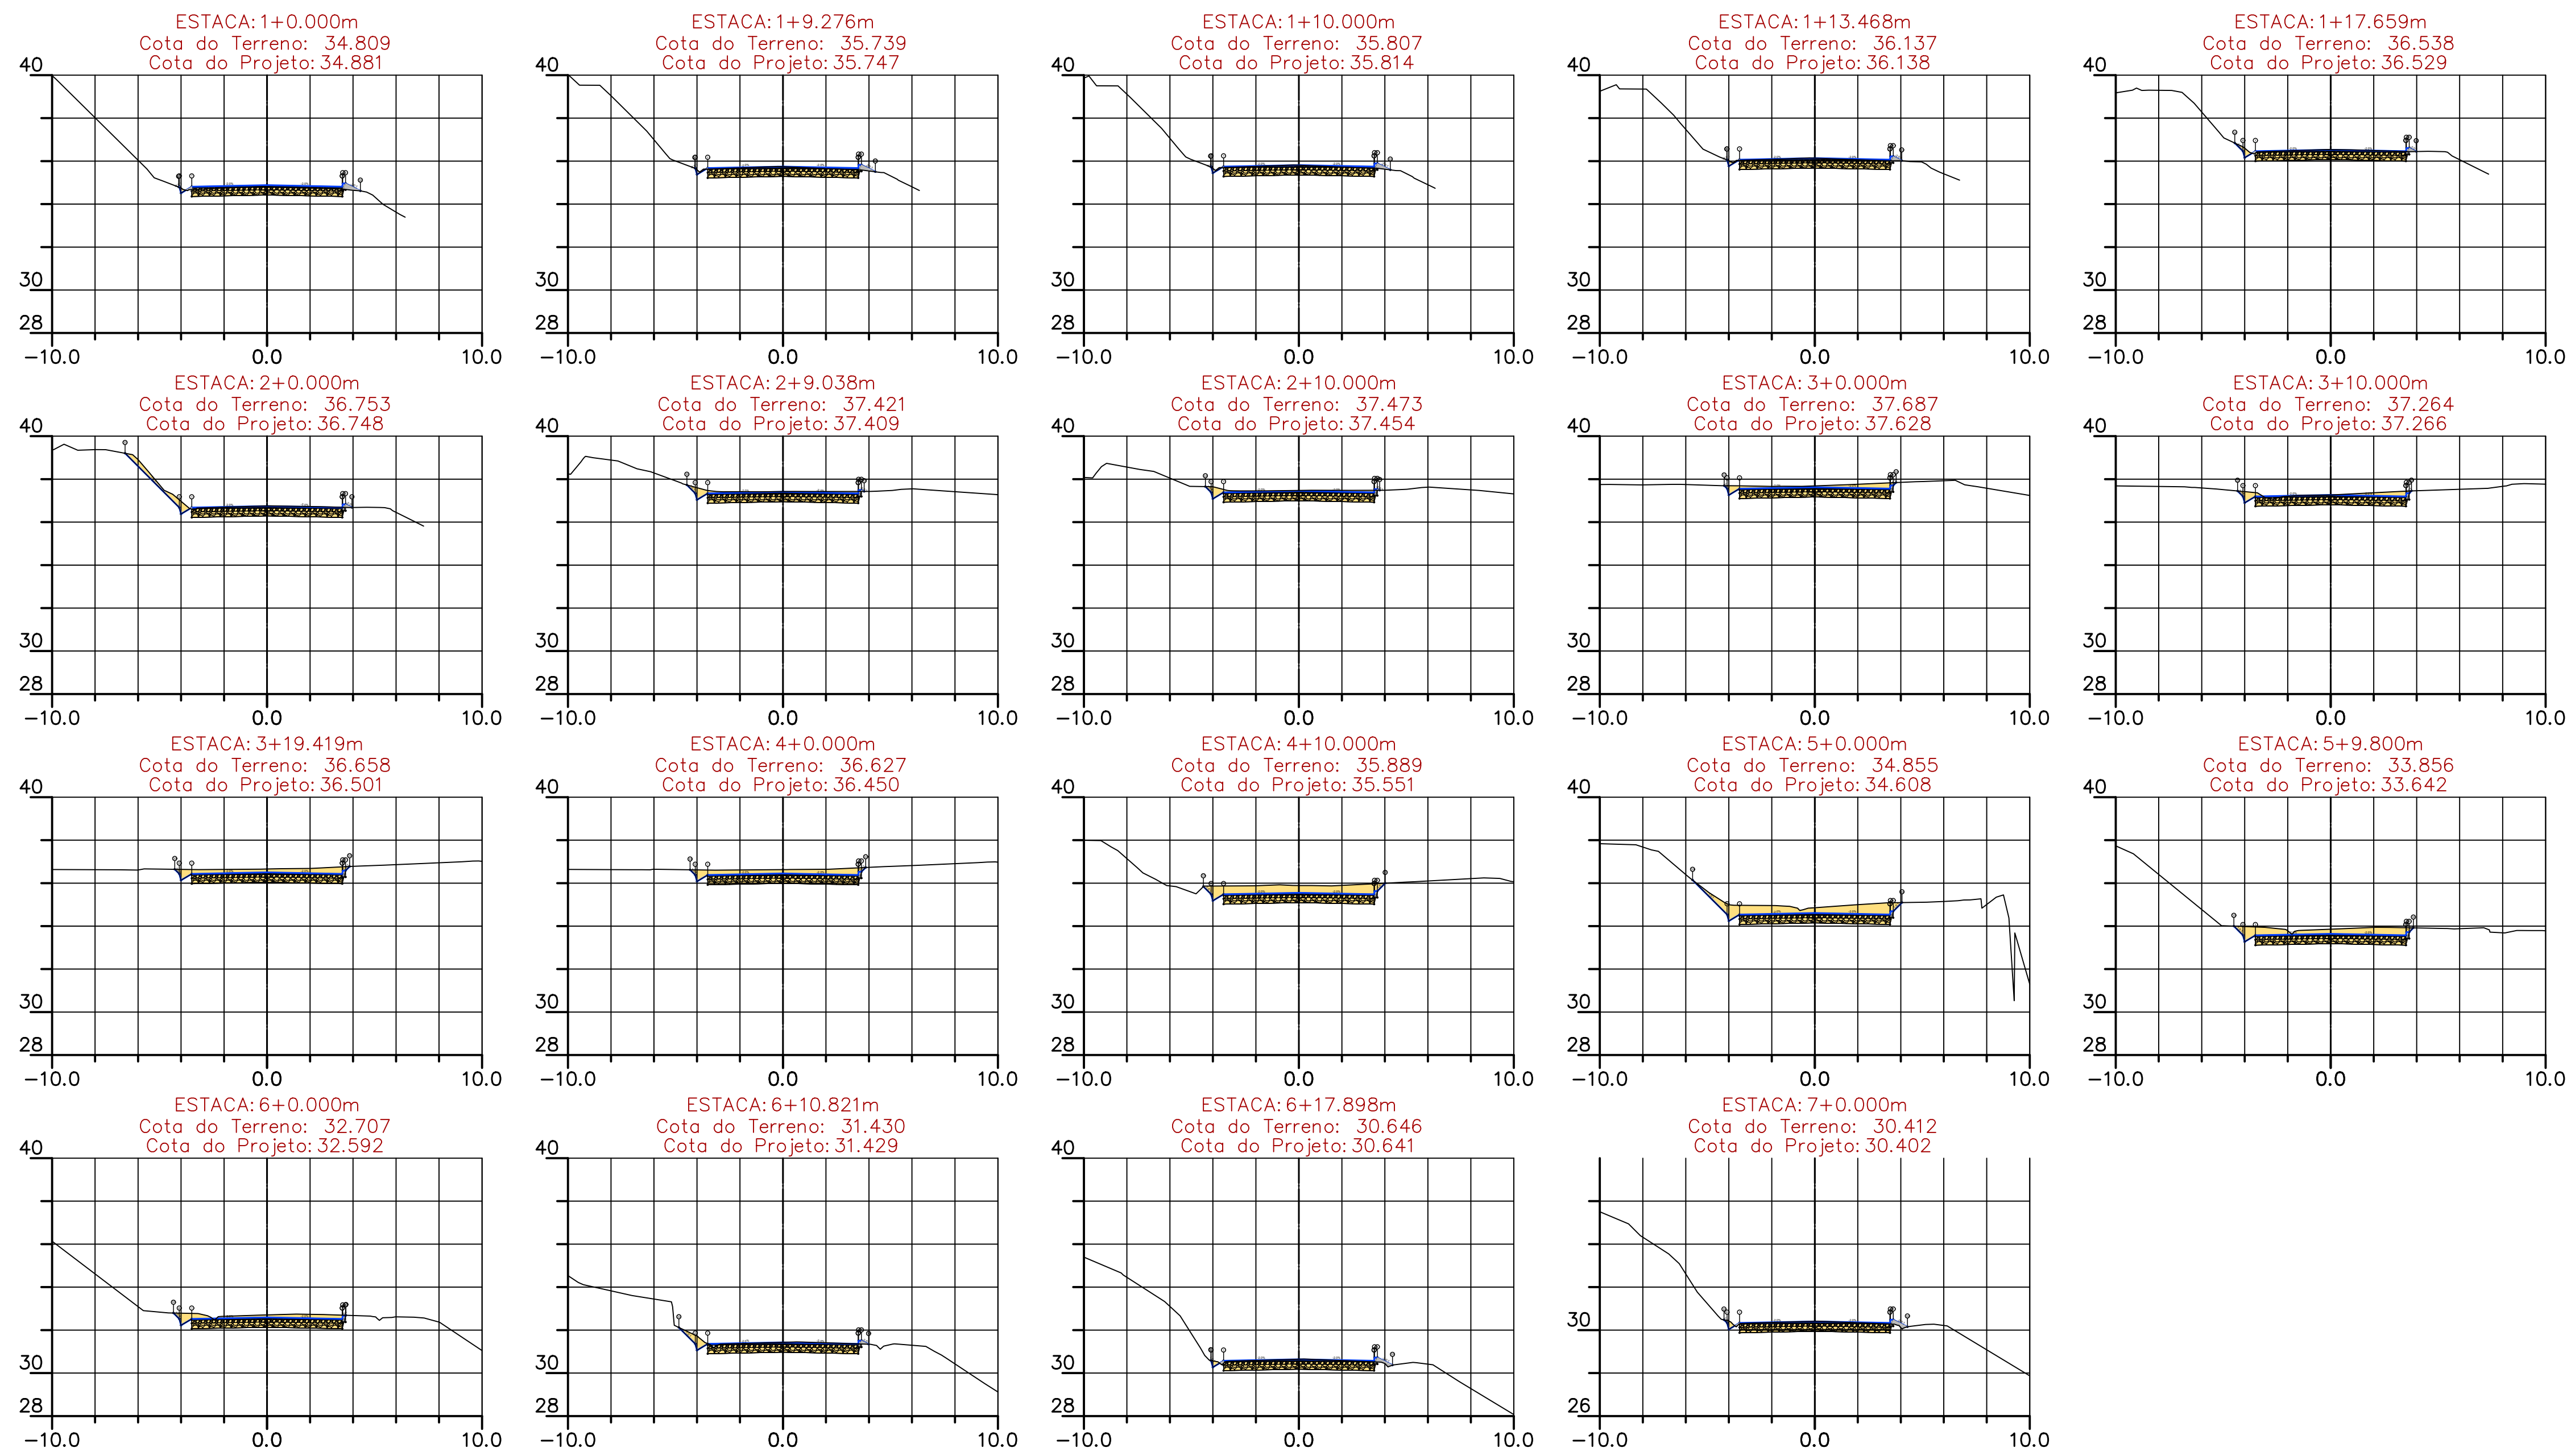 ESTACA:1+0.000m
Cota do Terreno: 34.809
Cota do Projeto:34.881
40
30
28
-10.0 0.0 10.0
ESTACA:1+9.276m
Cota do Terreno: 35.739
Cota do Projeto:35.747
40
30
28
-10.0 0.0 10.0
ESTACA:1+10.000m
Cota do Terreno: 35.807
Cota do Projeto:35.814
40
30
28
-10.0 0.0 10.0
ESTACA:1+13.468m
Cota do Terreno: 36.137
Cota do Projeto:36.138
40
30
28
-10.0 0.0 10.0
ESTACA:1+17.659m
Cota do Terreno: 36.538
Cota do Projeto:36.529
40
30
28
-10.0 0.0 10.0
ESTACA:2+0.000m
Cota do Terreno: 36.753
Cota do Projeto:36.748
40
30
28
-10.0 0.0 10.0
ESTACA:2+9.038m
Cota do Terreno: 37.421
Cota do Projeto:37.409
40
30
28
-10.0 0.0 10.0
ESTACA:2+10.000m
Cota do Terreno: 37.473
Cota do Projeto:37.454
40
30
28
-10.0 0.0 10.0
ESTACA:3+0.000m
Cota do Terreno: 37.687
Cota do Projeto:37.628
40
30
28
-10.0 0.0 10.0
ESTACA:3+10.000m
Cota do Terreno: 37.264
Cota do Projeto:37.266
40
30
28
-10.0 0.0 10.0
ESTACA:3+19.419m
Cota do Terreno: 36.658
Cota do Projeto:36.501
40
30
28
-10.0 0.0 10.0
ESTACA:4+0.000m
Cota do Terreno: 36.627
Cota do Projeto:36.450
40
30
28
-10.0 0.0 10.0
ESTACA:4+10.000m
Cota do Terreno: 35.889
Cota do Projeto:35.551
40
30
28
-10.0 0.0 10.0
ESTACA:5+0.000m
Cota do Terreno: 34.855
Cota do Projeto:34.608
40
30
28
-10.0 0.0 10.0
ESTACA:5+9.800m
Cota do Terreno: 33.856
Cota do Projeto:33.642
40
30
28
-10.0 0.0 10.0
ESTACA:6+0.000m
Cota do Terreno: 32.707
Cota do Projeto:32.592
40
30
28
-10.0 0.0 10.0
ESTACA:6+10.821m
Cota do Terreno: 31.430
Cota do Projeto:31.429
40
30
28
-10.0 0.0 10.0
ESTACA:6+17.898m
Cota do Terreno: 30.646
Cota do Projeto:30.641
40
30
28
-10.0 0.0 10.0
ESTACA:7+0.000m
Cota do Terreno: 30.412
Cota do Projeto:30.402
30
26
-10.0 0.0 10.0